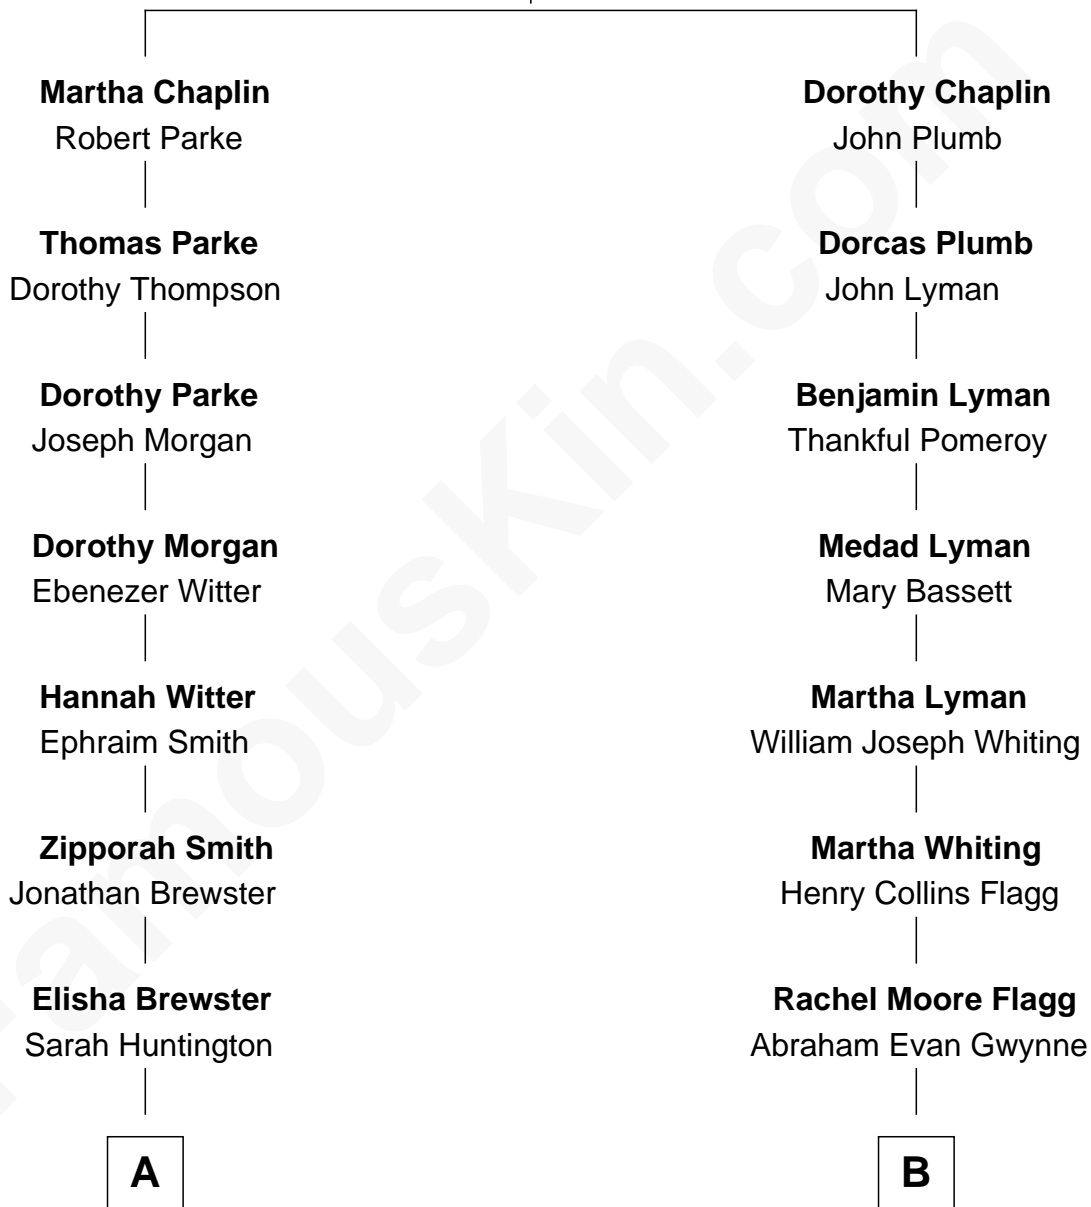 Martha Chaplin
Robert Parke
Thomas Parke
Dorothy Thompson
Dorothy Parke
Joseph Morgan
Dorothy Morgan
Ebenezer Witter
Hannah Witter
Ephraim Smith
Zipporah Smith
Jonathan Brewster
Elisha Brewster
Sarah Huntington
A
Dorothy Chaplin
John Plumb
Dorcas Plumb
John Lyman
Benjamin Lyman
Thankful Pomeroy
Medad Lyman
Mary Bassett
Martha Lyman
William Joseph Whiting
Martha Whiting
Henry Collins Flagg
Rachel Moore Flagg
Abraham Evan Gwynne
B
FamousKin.com